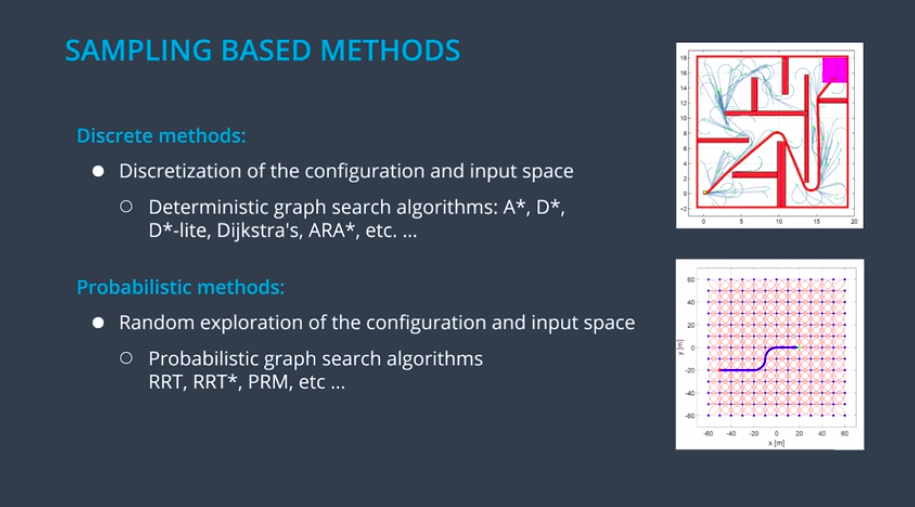 SAMPLING BASED METHODS
Discrete methods:
● Discretization of the configuration and input space
○ Deterministic graph search algorithms: A*, D*,
D*-lite, Dijkstra's, ARA*, etc. ...
Probabilistic methods:
● Random exploration of the configuration and input space
○ Probabilistic graph search algorithms
RRT, RRT*, PRM, etc ...
18
16
14
12
10
8
6
4
2
0
-2
0 5 10 15 20
60
40
20
0
-20
-40
-60
y [m]
-60 -40 -20 0 20 40 60
x [m]